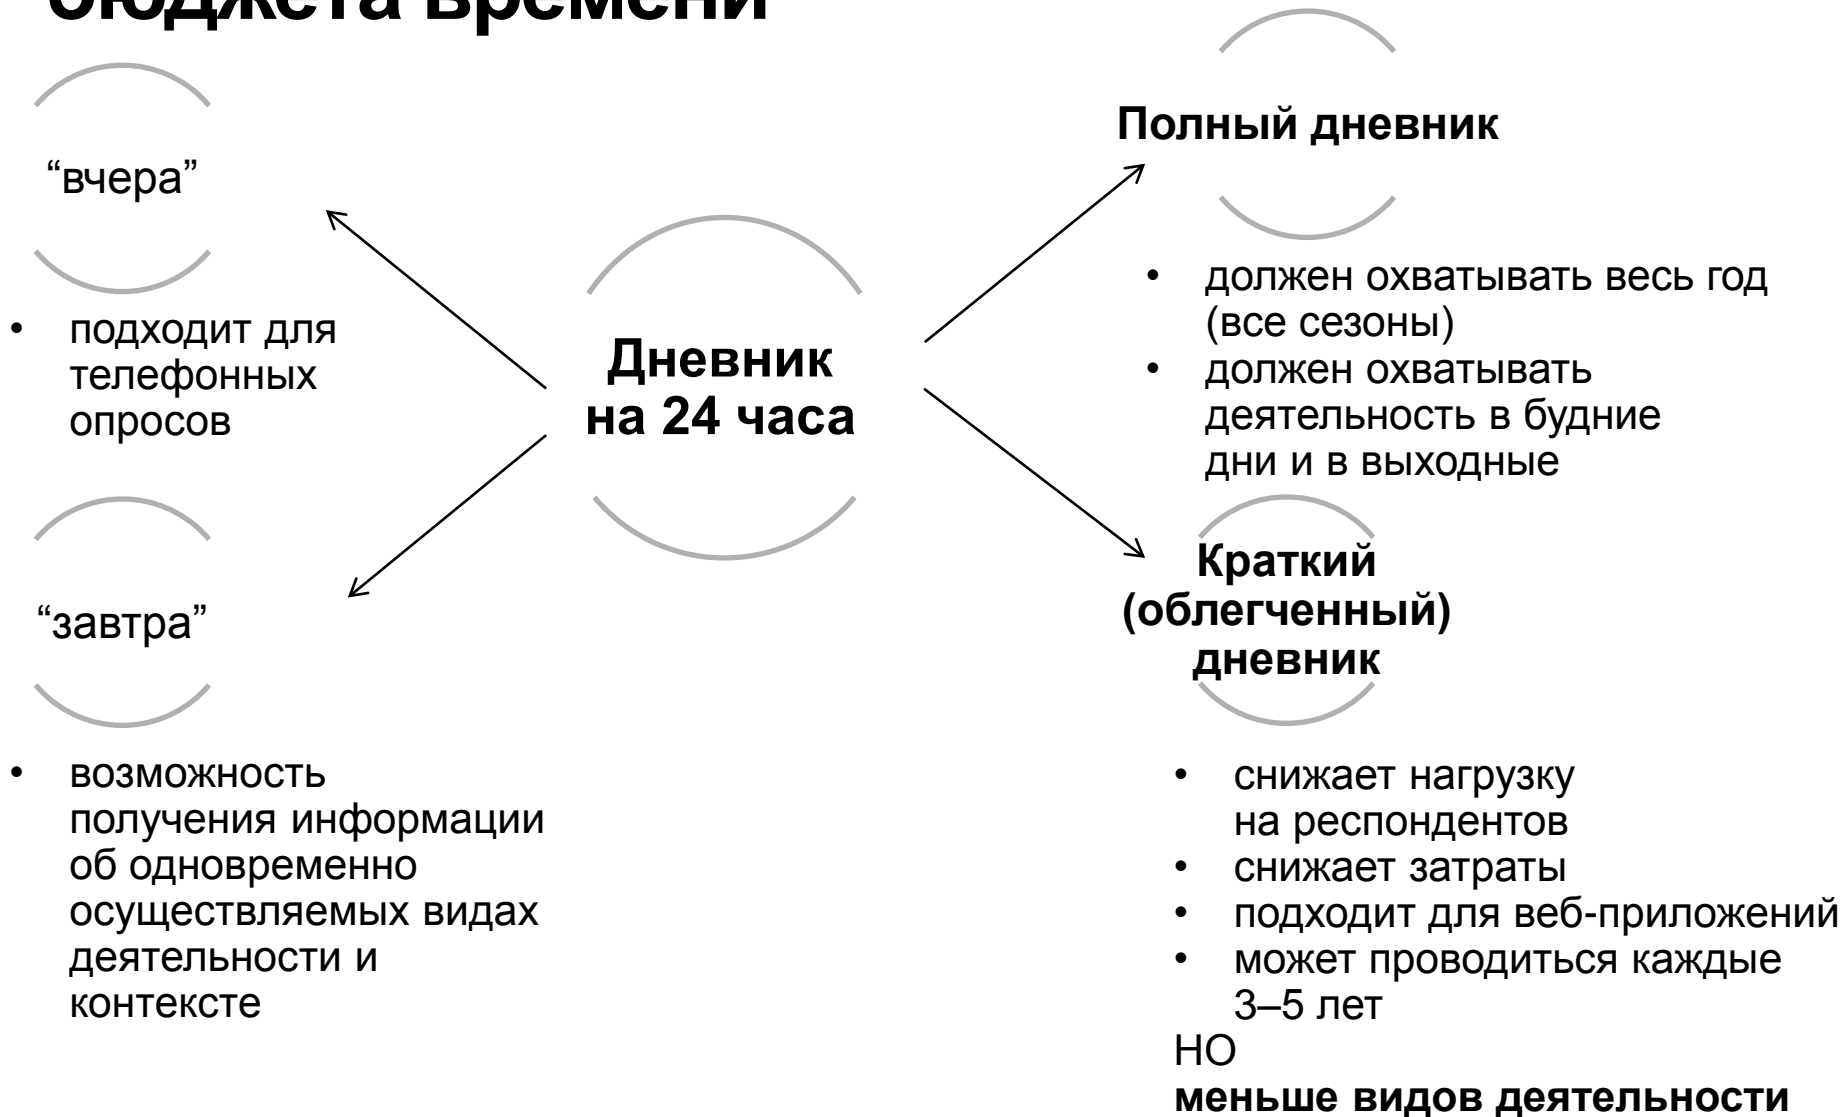 бюджета времени
“вчера”
• подходит для
телефонных
опросов
“завтра”
• возможность
получения информации
об одновременно
осуществляемых видах
деятельности и
контексте
Дневник
на 24 часа
Полный дневник
• должен охватывать весь год
(все сезоны)
• должен охватывать
деятельность в будние
дни и в выходные
Краткий
(облегченный)
дневник
• снижает нагрузку
на респондентов
• снижает затраты
• подходит для веб-приложений
• может проводиться каждые
3–5 лет
НО
меньше видов деятельности